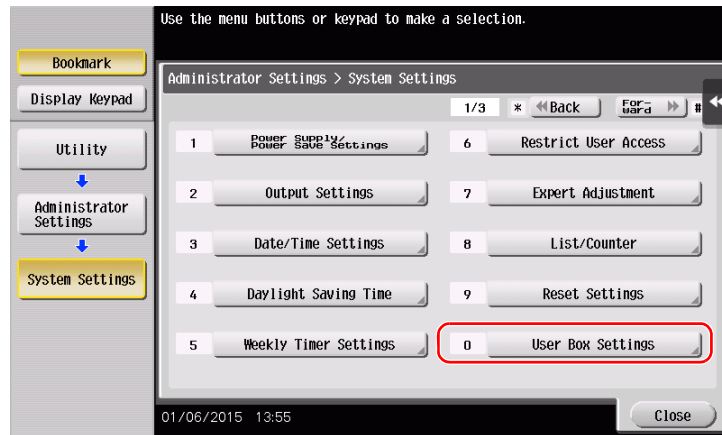 Use the menu buttons or keypad to make a selection.
Bookmark
Display Keypad
Utility
Administrator
Settings
System Settings
Administrator Settings > System Settings
1/3 * Back For-
ward #
1 Power Supply/
Power Save Settings
2 Output Settings
3 Date/Time Settings
4 Daylight Saving Time
5 Weekly Timer Settings
6 Restrict User Access
7 Expert Adjustment
8 List/Counter
9 Reset Settings
0 User Box Settings
01/06/2015 13:55
Close